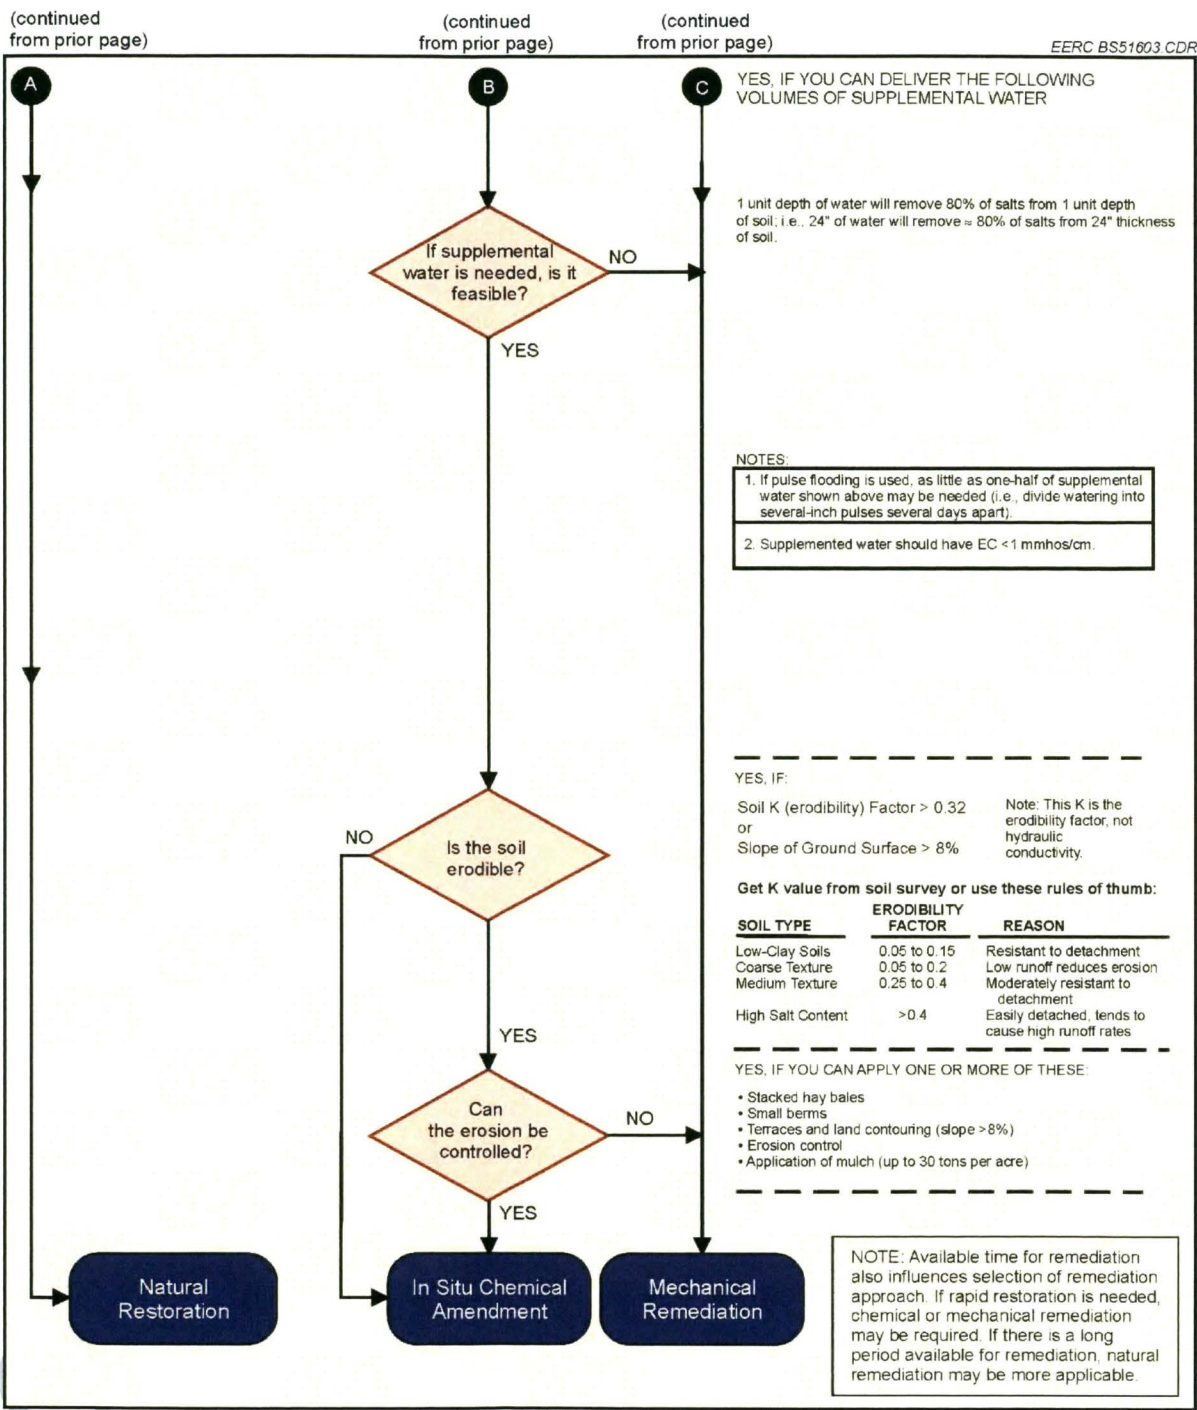 (continued
from prior page)
(continued
from prior page)
(continued
from prior page)
EERC BS51603.CDR
A
B
C
YES, IF YOU CAN DELIVER THE FOLLOWING
VOLUMES OF SUPPLEMENTAL WATER
1 unit depth of water will remove 80% of salts from 1 unit depth
of soil; i.e., 24" of water will remove ≈ 80% of salts from 24" thickness
of soil.
If supplemental
water is needed, is it
feasible?
NO
YES
NOTES:
1. If pulse flooding is used, as little as one-half of supplemental
water shown above may be needed (i.e., divide watering into
several-inch pulses several days apart).
2. Supplemented water should have EC <1 mmhos/cm.
YES, IF:
Soil K (erodibility) Factor > 0.32
or
Slope of Ground Surface > 8%
Note: This K is the
erodibility factor, not
hydraulic
conductivity.
NO
Is the soil
erodible?
YES
Get K value from soil survey or use these rules of thumb:
SOIL TYPE ERODIBILITY FACTOR REASON
Low-Clay Soils 0.05 to 0.15 Resistant to detachment
Coarse Texture 0.05 to 0.2 Low runoff reduces erosion
Medium Texture 0.25 to 0.4 Moderately resistant to
detachment
High Salt Content >0.4 Easily detached, tends to
cause high runoff rates
YES, IF YOU CAN APPLY ONE OR MORE OF THESE:
• Stacked hay bales
• Small berms
• Terraces and land contouring (slope >8%)
• Erosion control
• Application of mulch (up to 30 tons per acre)
Can
the erosion be
controlled?
NO
YES
Natural
Restoration
In Situ Chemical
Amendment
Mechanical
Remediation
NOTE: Available time for remediation
also influences selection of remediation
approach. If rapid restoration is needed,
chemical or mechanical remediation
may be required. If there is a long
period available for remediation, natural
remediation may be more applicable.